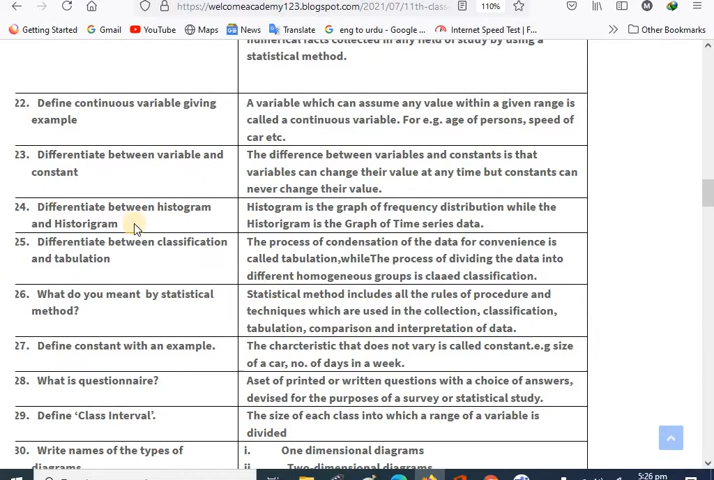 https://welcomeacademy123.blogspot.com/2021/07/11th-class-
110%
Getting Started
Gmail
YouTube
Maps
News
Translate
eng to urdu - Google ...
Internet Speed Test | F...
Other Bookmarks
numerical facts collected in any field of study by using a
statistical method.
22. Define continuous variable giving
example
A variable which can assume any value within a given range is
called a continuous variable. For e.g. age of persons, speed of
car etc.
23. Differentiate between variable and
constant
The difference between variables and constants is that
variables can change their value at any time but constants can
never change their value.
24. Differentiate between histogram
and Historigram
Histogram is the graph of frequency distribution while the
Historigram is the Graph of Time series data.
25. Differentiate between classification
and tabulation
The process of condensation of the data for convenience is
called tabulation,whileThe process of dividing the data into
different homogeneous groups is claaed classification.
26. What do you meant by statistical
method?
Statistical method includes all the rules of procedure and
techniques which are used in the collection, classification,
tabulation, comparison and interpretation of data.
27. Define constant with an example.
The charcteristic that does not vary is called constant.e.g size
of a car, no. of days in a week.
28. What is questionnaire?
Aset of printed or written questions with a choice of answers,
devised for the purposes of a survey or statistical study.
29. Define ‘Class Interval’.
The size of each class into which a range of a variable is
divided
30. Write names of the types of
diagrams.
i. One dimensional diagrams
ii. Two-dimensional diagrams
5:26 pm